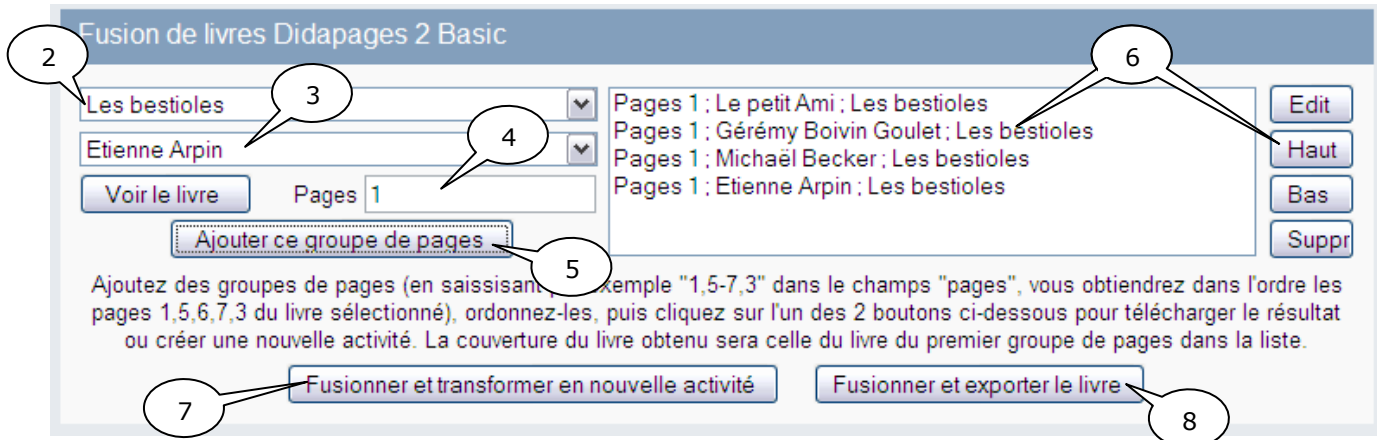 Fusion de livres Didapages 2 Basic
2
3
6
Les bestioles
Etienne Arpin
4
Voir le livre Pages 1
Ajouter ce groupe de pages
5
Pages 1 ; Le petit Ami ; Les bestioles
Pages 1 ; Gérémy Boivin Goulet ; Les bestioles
Pages 1 ; Michaël Becker ; Les bestioles
Pages 1 ; Etienne Arpin ; Les bestioles
Edit
Haut
Bas
Suppr
Ajoutez des groupes de pages (en saisissant p exemple "1,5-7,3" dans le champs "pages", vous obtiendrez dans l'ordre les
pages 1,5,6,7,3 du livre sélectionné), ordonnez-les, puis cliquez sur l'un des 2 boutons ci-dessous pour télécharger le résultat
ou créer une nouvelle activité. La couverture du livre obtenu sera celle du livre du premier groupe de pages dans la liste.
Fusionner et transformer en nouvelle activité Fusionner et exporter le livre
7
8